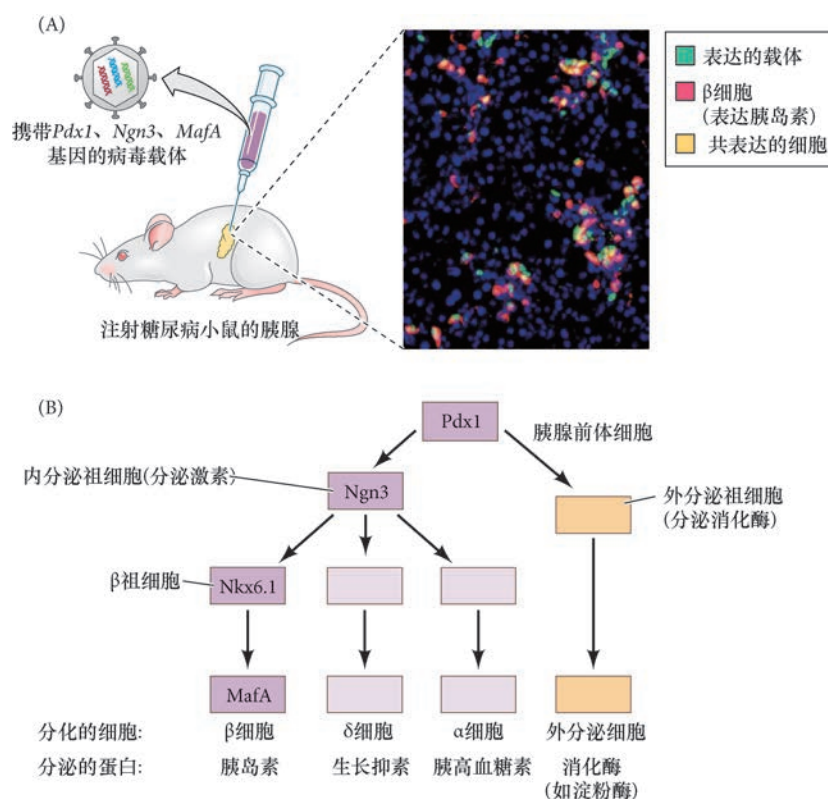 (A)
携带Pdx1、Ngn3、MafA
基因的病毒载体
注射糖尿病小鼠的胰腺
表达的载体
β细胞
(表达胰岛素)
共表达的细胞
(B)
Pdx1
胰腺前体细胞
内分泌祖细胞(分泌激素)
Ngn3
外分泌祖细胞
(分泌消化酶)
β祖细胞
Nkx6.1
MafA
分化的细胞: β细胞 δ细胞 α细胞 外分泌细胞
分泌的蛋白: 胰岛素 生长抑素 胰高血糖素 消化酶
(如淀粉酶)